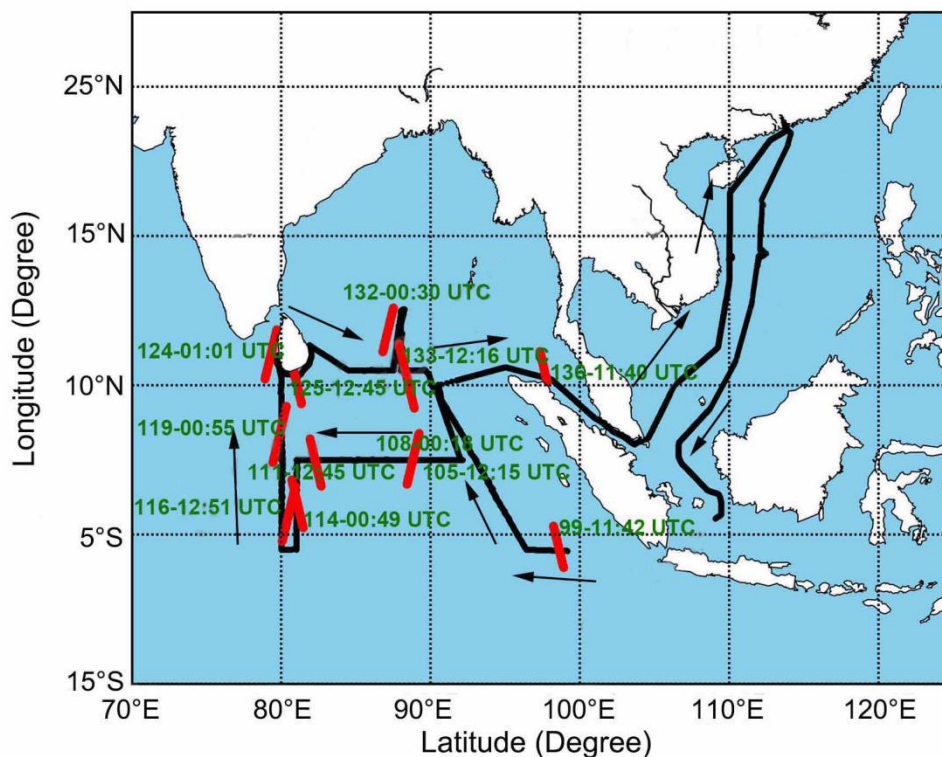 25°N
15°N
10°N
5°S
15°S
70°E
80°E
90°E
100°E
110°E
120°E
Longitude (Degree)
Latitude (Degree)
132-00:30 UTC
124-01:01 UTC
133-12:16 UTC
136-11:40 UTC
125-12:45 UTC
119-00:55 UTC
108-00:18 UTC
111-12:45 UTC
105-12:15 UTC
116-12:51 UTC
114-00:49 UTC
99-11:42 UTC